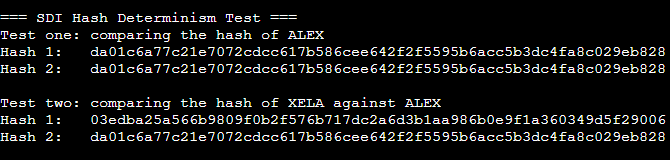 === SDI Hash Determinism Test ===
Test one: comparing the hash of ALEX
Hash 1:   da01c6a77c21e7072cdcc617b586cee642f2f5595b6acc5b3dc4fa8c029eb828
Hash 2:   da01c6a77c21e7072cdcc617b586cee642f2f5595b6acc5b3dc4fa8c029eb828
Test two: comparing the hash of XELA against ALEX
Hash 1:   03edba25a566b9809f0b2f576b717dc2a6d3b1aa986b0e9f1a360349d5f29006
Hash 2:   da01c6a77c21e7072cdcc617b586cee642f2f5595b6acc5b3dc4fa8c029eb828